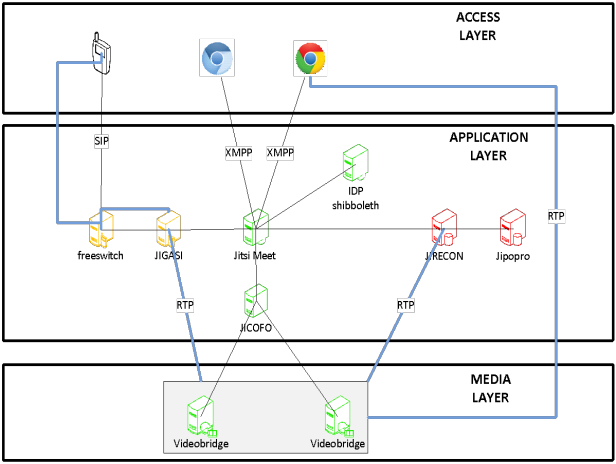 ACCESS
LAYER
SIP
XMPP
XMPP
APPLICATION
LAYER
IDP
shibboleth
RTP
freeswitch
JIGASI
Jitsi Meet
JIRECON
Jipopro
RTP
RTP
JICOFO
MEDIA
LAYER
Videobridge
Videobridge